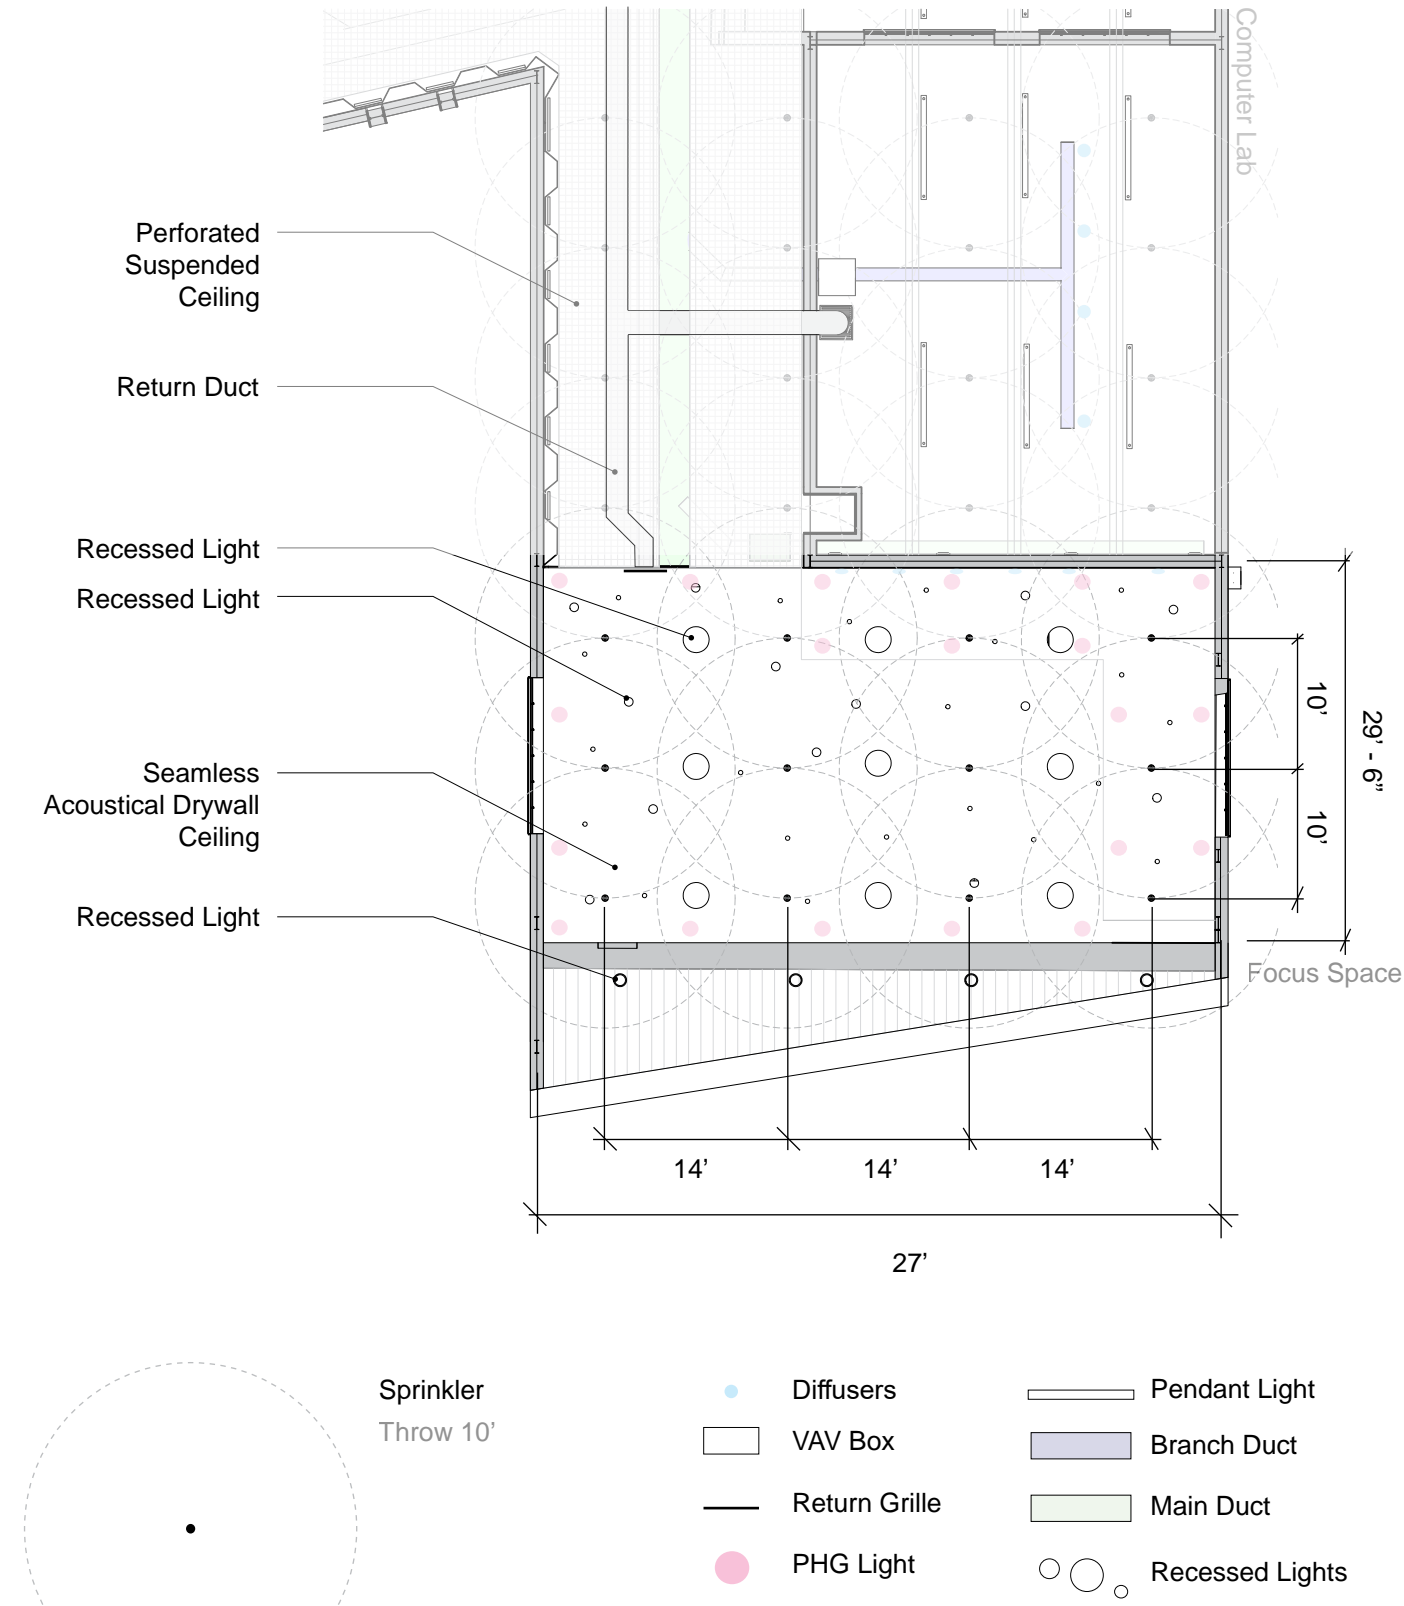 Computer Lab
Perforated
Suspended
Ceiling
Return Duct
Recessed Light
Recessed Light
Seamless
Acoustical Drywall
Ceiling
Recessed Light
10’
10’
29’ - 6”
Focus Space
14’
14’
14’
27’
Sprinkler
Throw 10’
Diffusers
VAV Box
Return Grille
PHG Light
Pendant Light
Branch Duct
Main Duct
Recessed Lights